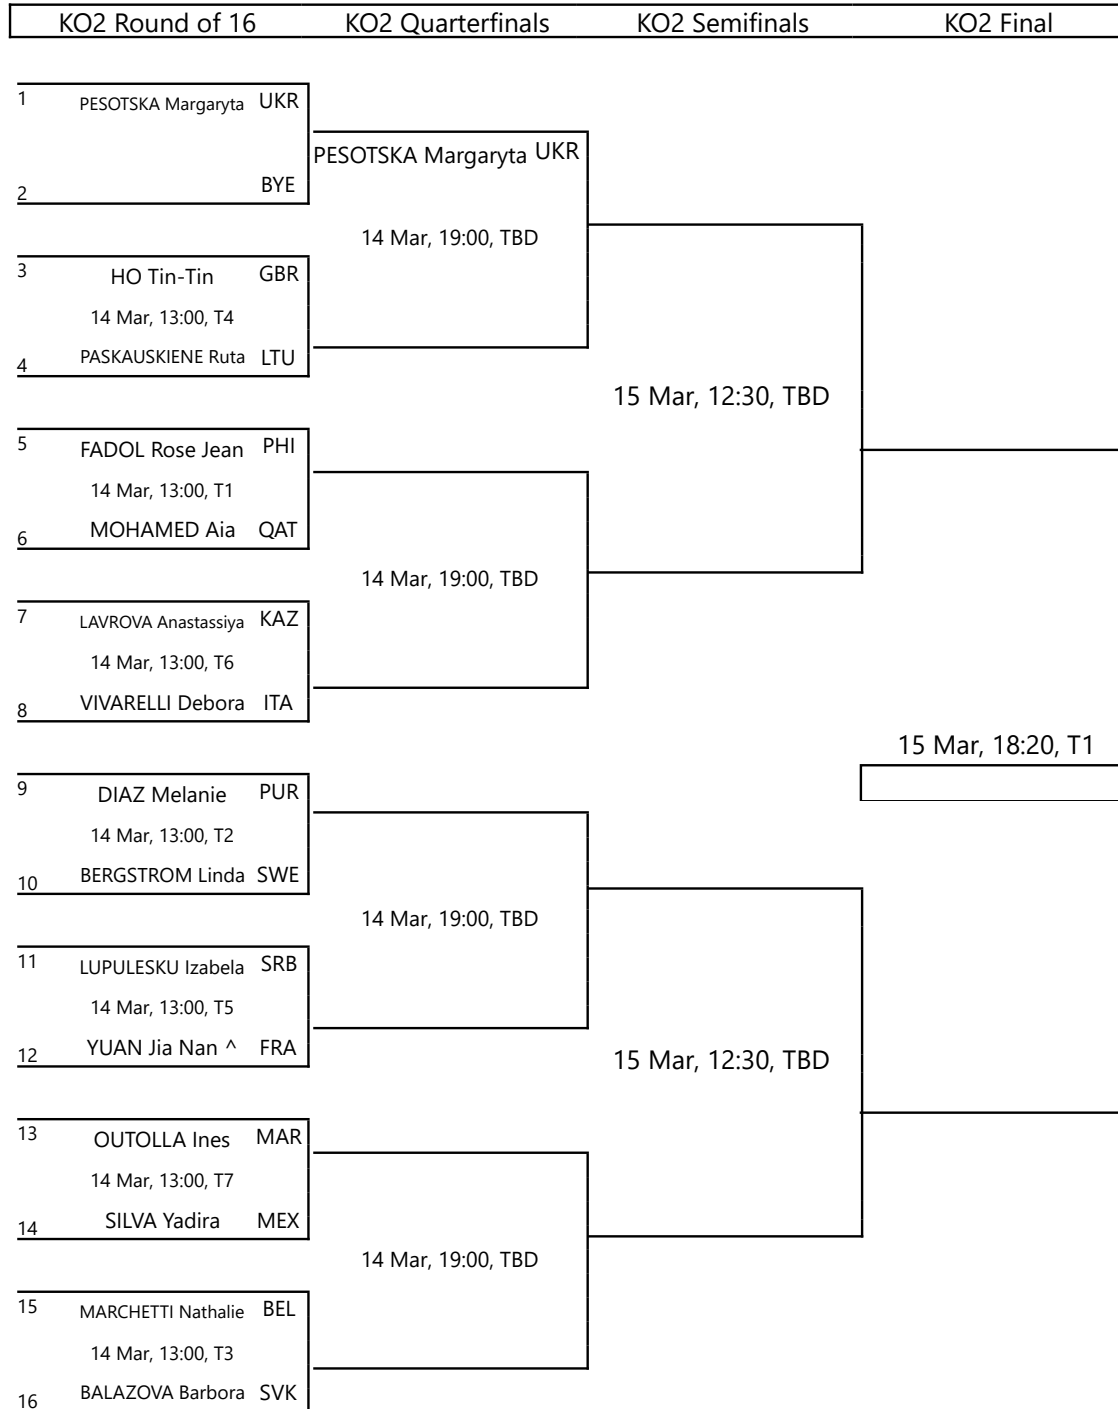 KO2 Round of 16 KO2 Quarterfinals KO2 Semifinals KO2 Final
1 PESOTSKA Margaryta UKR
2 BYE
PESOTSKA Margaryta UKR
14 Mar, 19:00, TBD
3 HO Tin-Tin GBR
14 Mar, 13:00, T4
4 PASKAUSKIENE Ruta LTU
15 Mar, 12:30, TBD
5 FADOL Rose Jean PHI
14 Mar, 13:00, T1
6 MOHAMED Aia QAT
14 Mar, 19:00, TBD
7 LAVROVA Anastassiya KAZ
14 Mar, 13:00, T6
8 VIVARELLI Debora ITA
15 Mar, 18:20, T1
9 DIAZ Melanie PUR
14 Mar, 13:00, T2
10 BERGSTROM Linda SWE
14 Mar, 19:00, TBD
11 LUPULESKU Izabela SRB
14 Mar, 13:00, T5
12 YUAN Jia Nan ^ FRA
15 Mar, 12:30, TBD
13 OUTOLLA Ines MAR
14 Mar, 13:00, T7
14 SILVA Yadira MEX
14 Mar, 19:00, TBD
15 MARCHETTI Nathalie BEL
14 Mar, 13:00, T3
16 BALAZOVA Barbora SVK